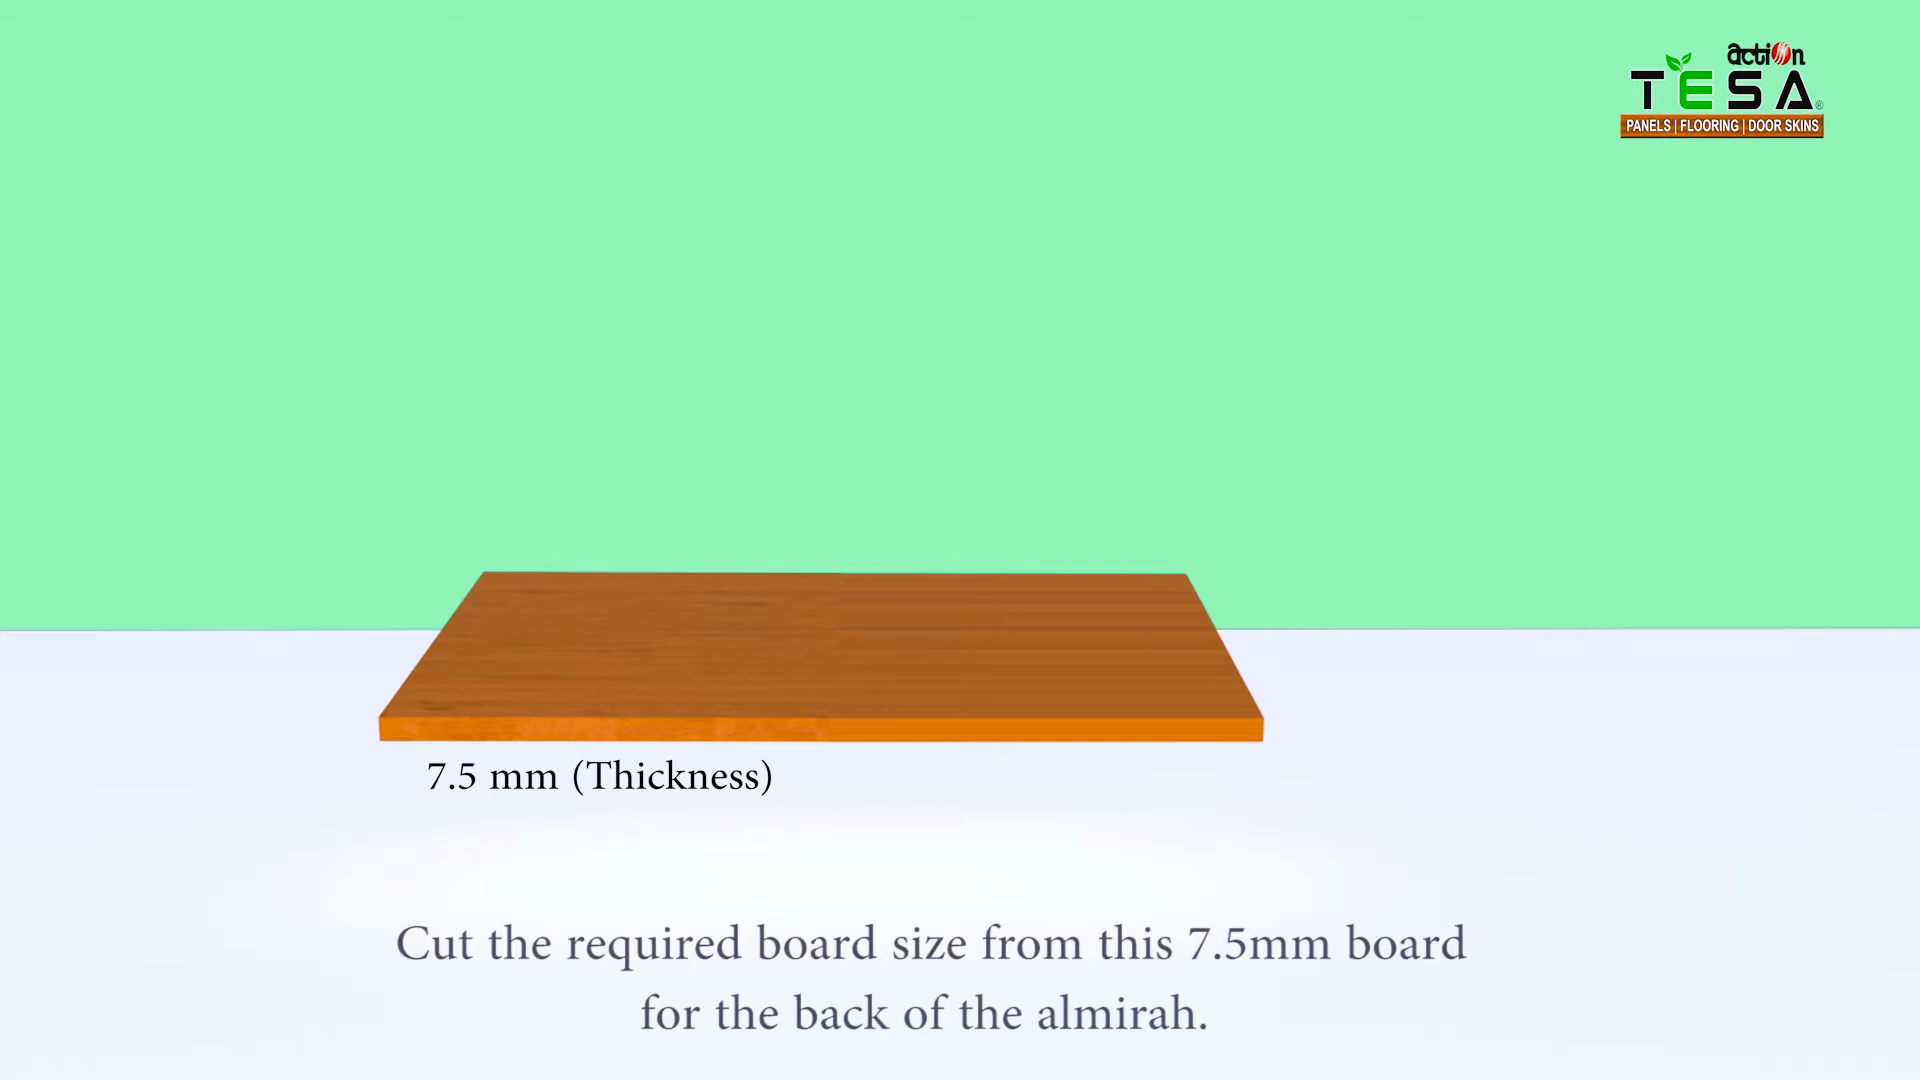 actiOn
TESA®
PANELS | FLOORING | DOOR SKINS
7.5 mm (Thickness)
Cut the required board size from this 7.5mm board
for the back of the almirah.